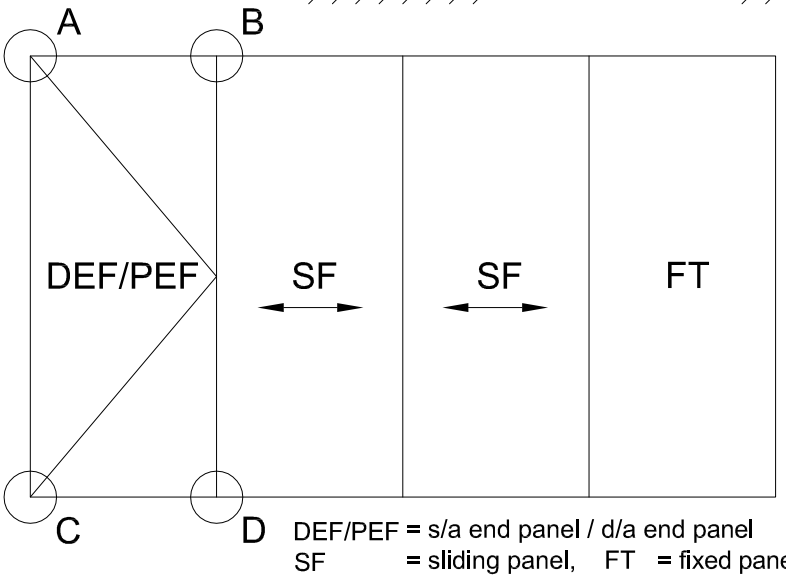 A B
DEF/PEF SF SF FT
C D
DEF/PEF = s/a end panel / d/a end panel
SF = sliding panel, FT = fixed pane